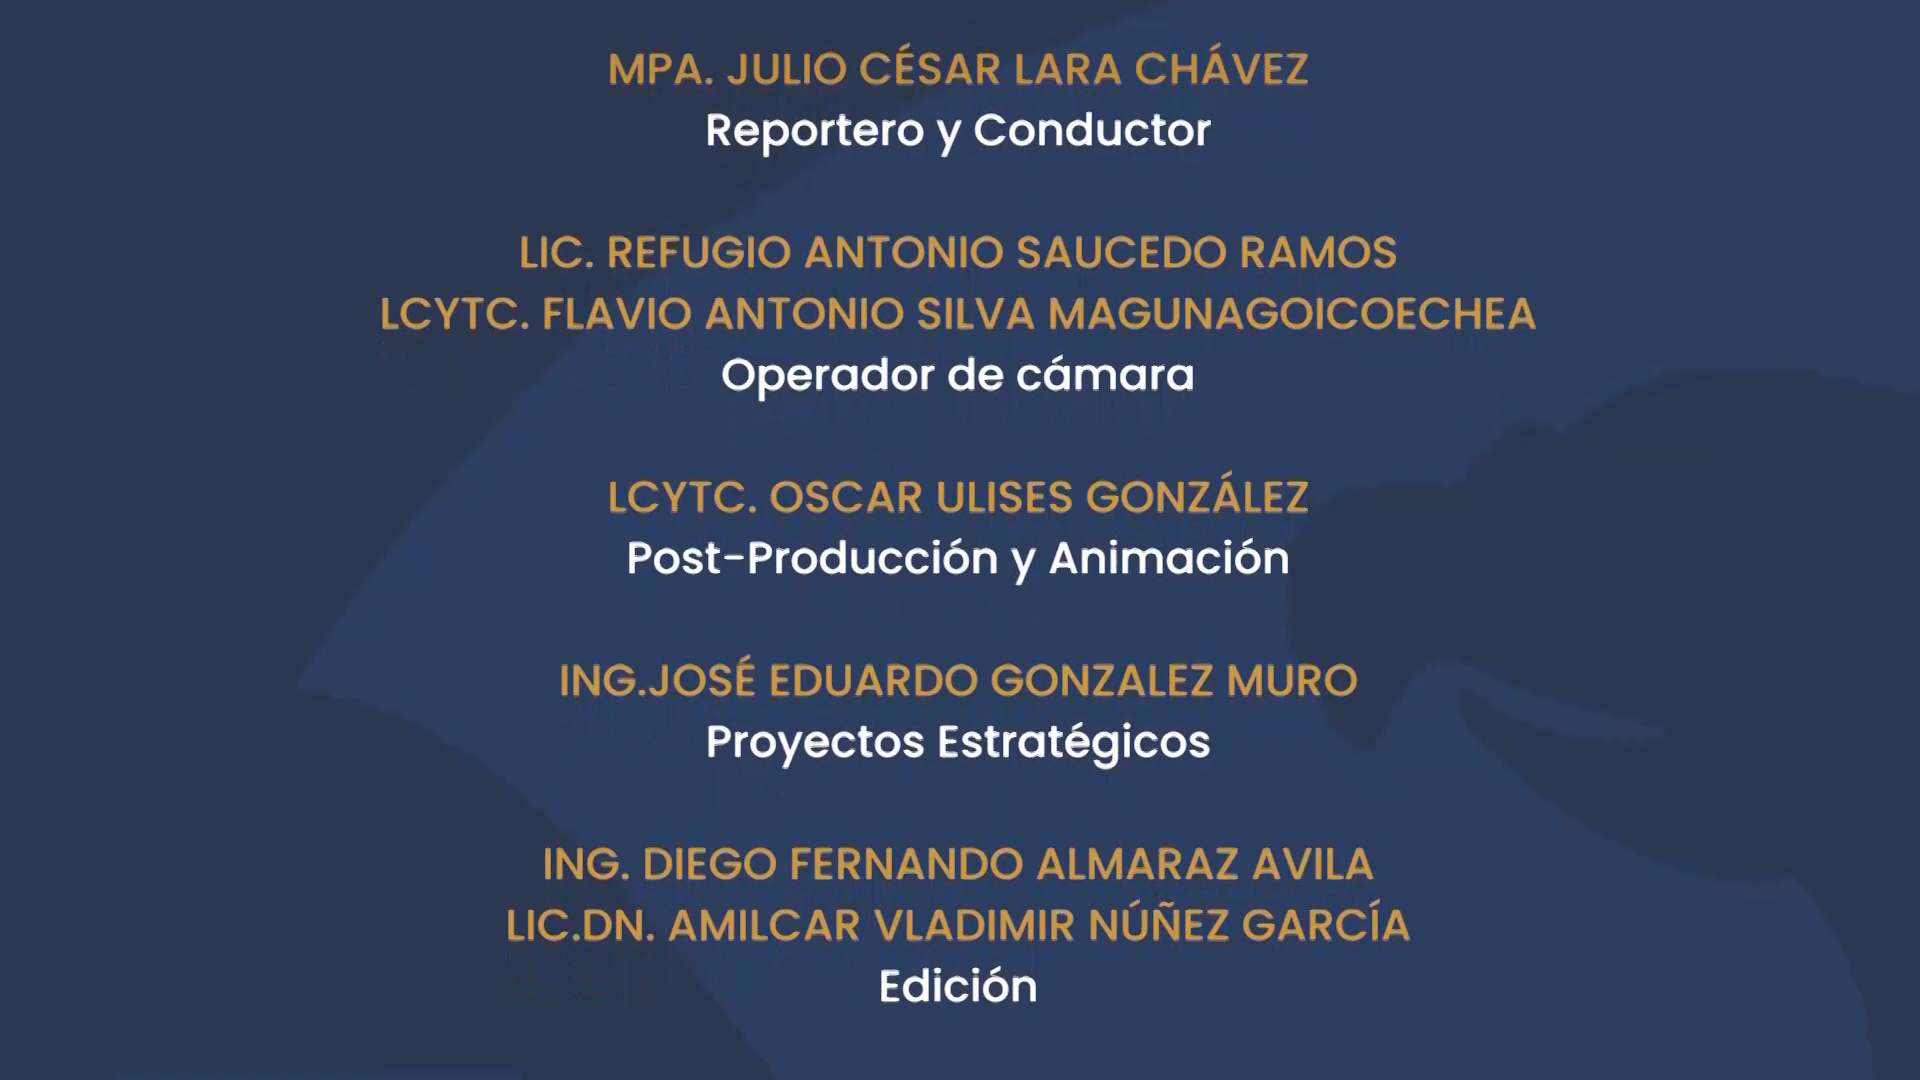 MPA. JULIO CÉSAR LARA CHÁVEZ
Reportero y Conductor
LIC. REFUGIO ANTONIO SAUCEDO RAMOS
LCYTC. FLAVIO ANTONIO SILVA MAGUNAGOICOECHEA
Operador de cámara
LCYTC. OSCAR ULISES GONZÁLEZ
Post-Producción y Animación
ING.JOSÉ EDUARDO GONZALEZ MURO
Proyectos Estratégicos
ING. DIEGO FERNANDO ALMARAZ AVILA
LIC.DN. AMILCAR VLADIMIR NÚÑEZ GARCÍA
Edición